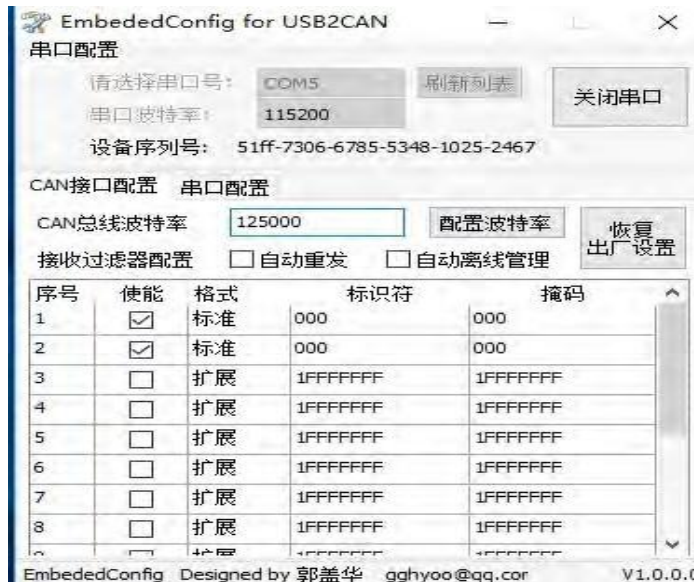 EmbededConfig for USB2CAN
串口配置
请选择串口号： COM5 刷新列表 关闭串口
串口波特率： 115200
设备序列号： 51ff-7306-6785-5348-1025-2467
CAN接口配置 串口配置
CAN总线波特率 125000 配置波特率 恢复出厂设置
接收过滤器配置 自动重发 自动离线管理
序号 使能 格式 标识符 掩码
1 标准 000 000
2 标准 000 000
3 扩展 1FFFFFFF 1FFFFFFF
4 扩展 1FFFFFFF 1FFFFFFF
5 扩展 1FFFFFFF 1FFFFFFF
6 扩展 1FFFFFFF 1FFFFFFF
7 扩展 1FFFFFFF 1FFFFFFF
8 扩展 1FFFFFFF 1FFFFFFF
EmbededConfig Designed by 郭盖华 gghyoo@qq.cor V1.0.0.